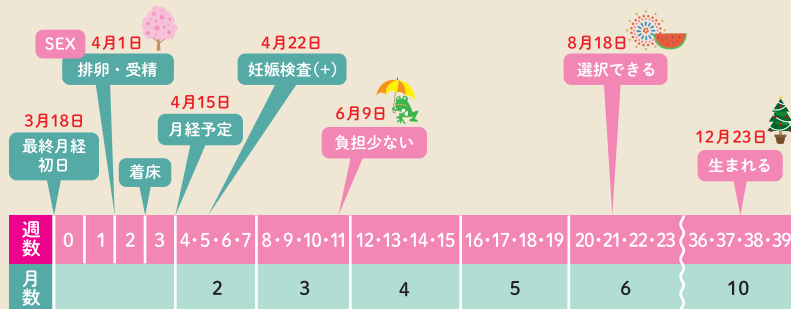 SEX
4月1日
排卵・受精
4月22日
妊娠検査(+)
8月18日
選択できる
3月18日
最終月経
初日
4月15日
月経予定
着床
6月9日
負担少ない
12月23日
生まれる
週数
0
1
2
3
4・5・6・7
8・9・10・11
12・13・14・15
16・17・18・19
20・21・22・23
36・37・38・39
月数
2
3
4
5
6
10